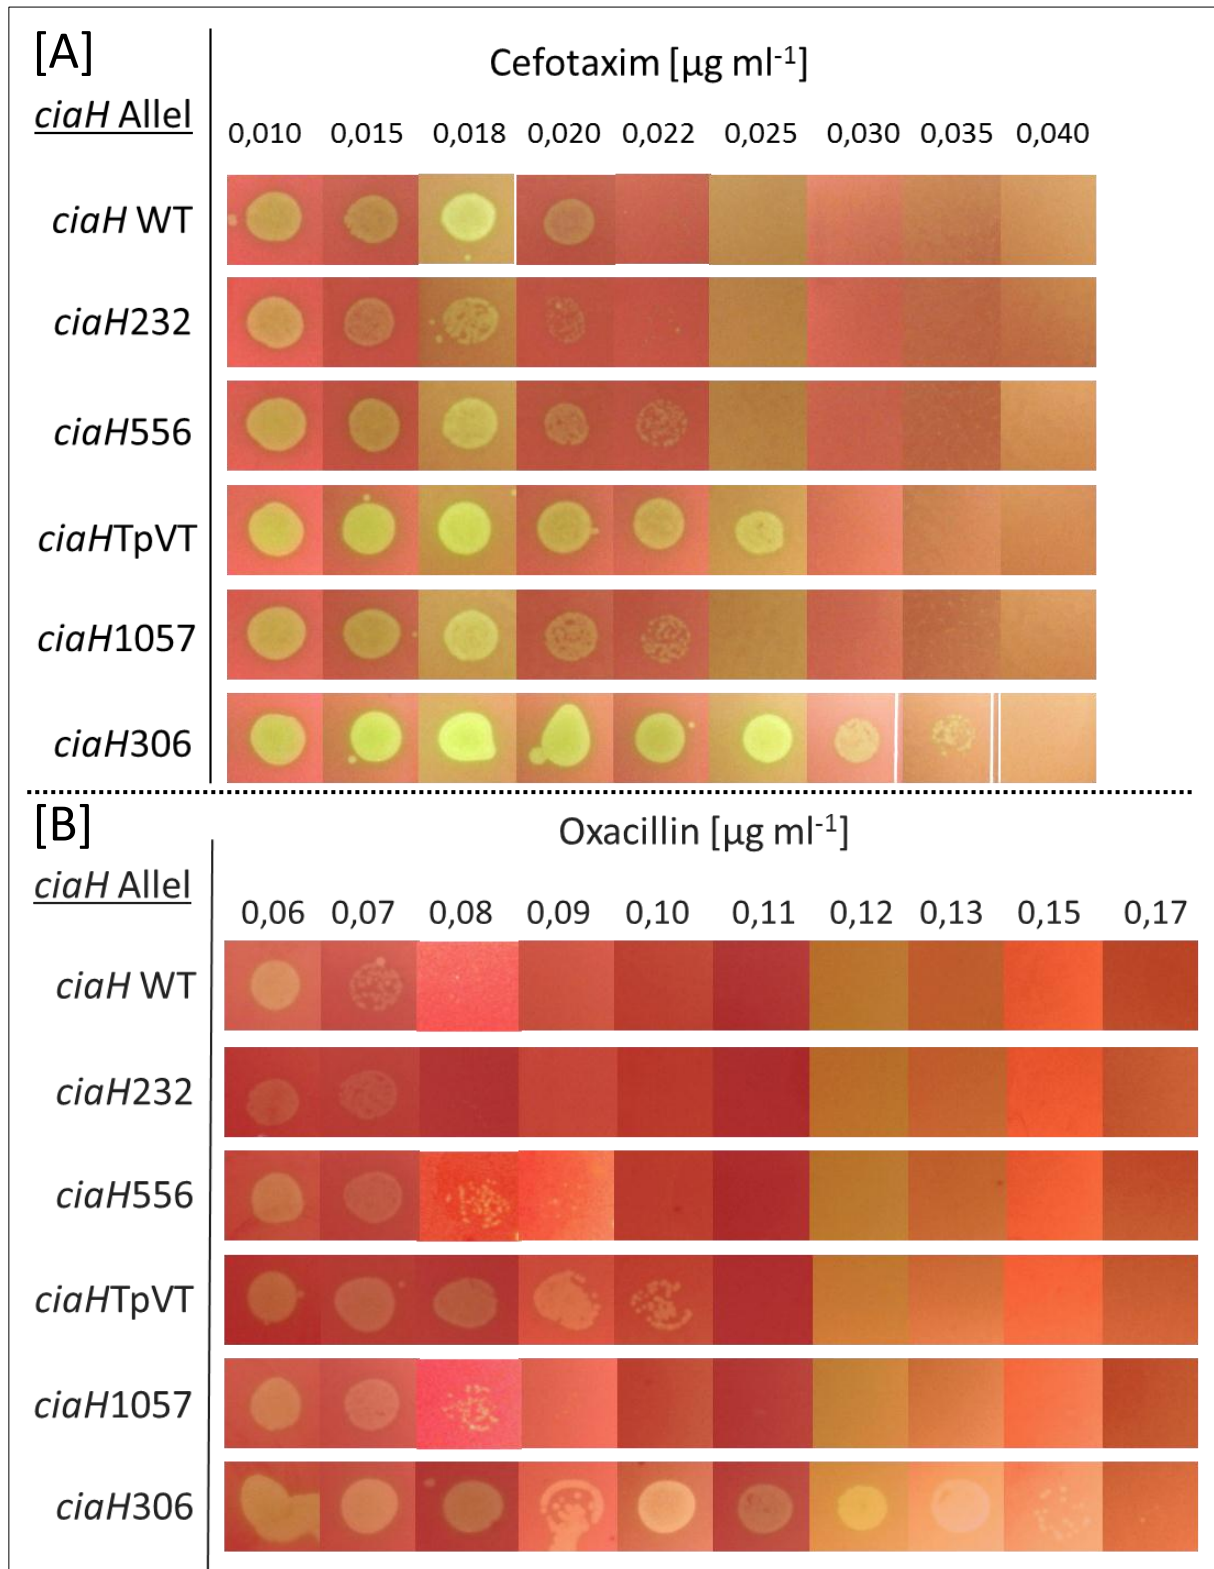 [A]
Cefotaxim [µg ml-1]
ciaH Allel
0,010 0,015 0,018 0,020 0,022 0,025 0,030 0,035 0,040
ciaH WT
ciaH232
ciaH556
ciaHTpVT
ciaH1057
ciaH306
[B]
Oxacillin [µg ml-1]
ciaH Allel
0,06 0,07 0,08 0,09 0,10 0,11 0,12 0,13 0,15 0,17
ciaH WT
ciaH232
ciaH556
ciaHTpVT
ciaH1057
ciaH306